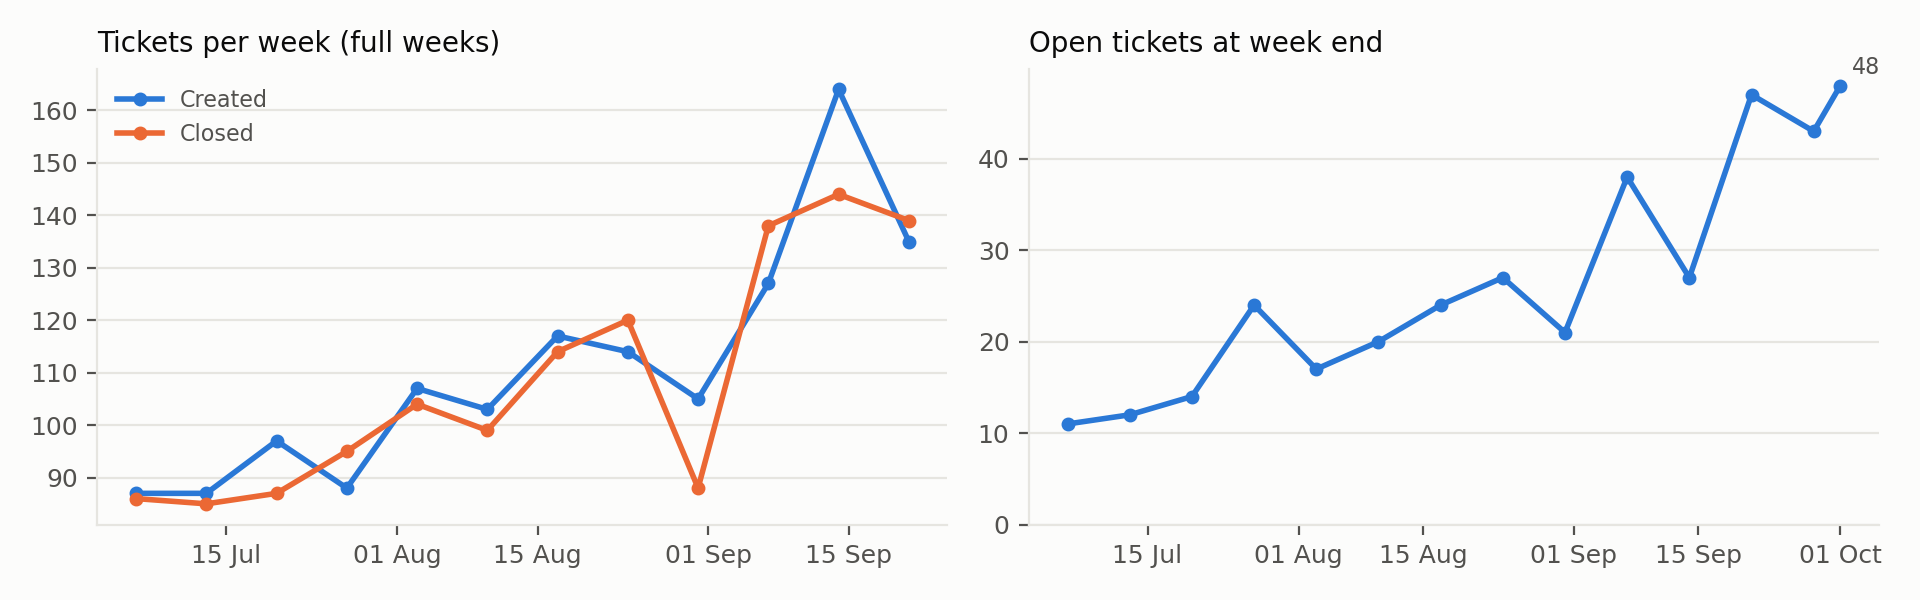 Tickets per week (full weeks)
Created
Closed
160
150
140
130
120
110
100
90
15 Jul
01 Aug
15 Aug
01 Sep
15 Sep
Open tickets at week end
48
40
30
20
10
0
15 Jul
01 Aug
15 Aug
01 Sep
15 Sep
01 Oct